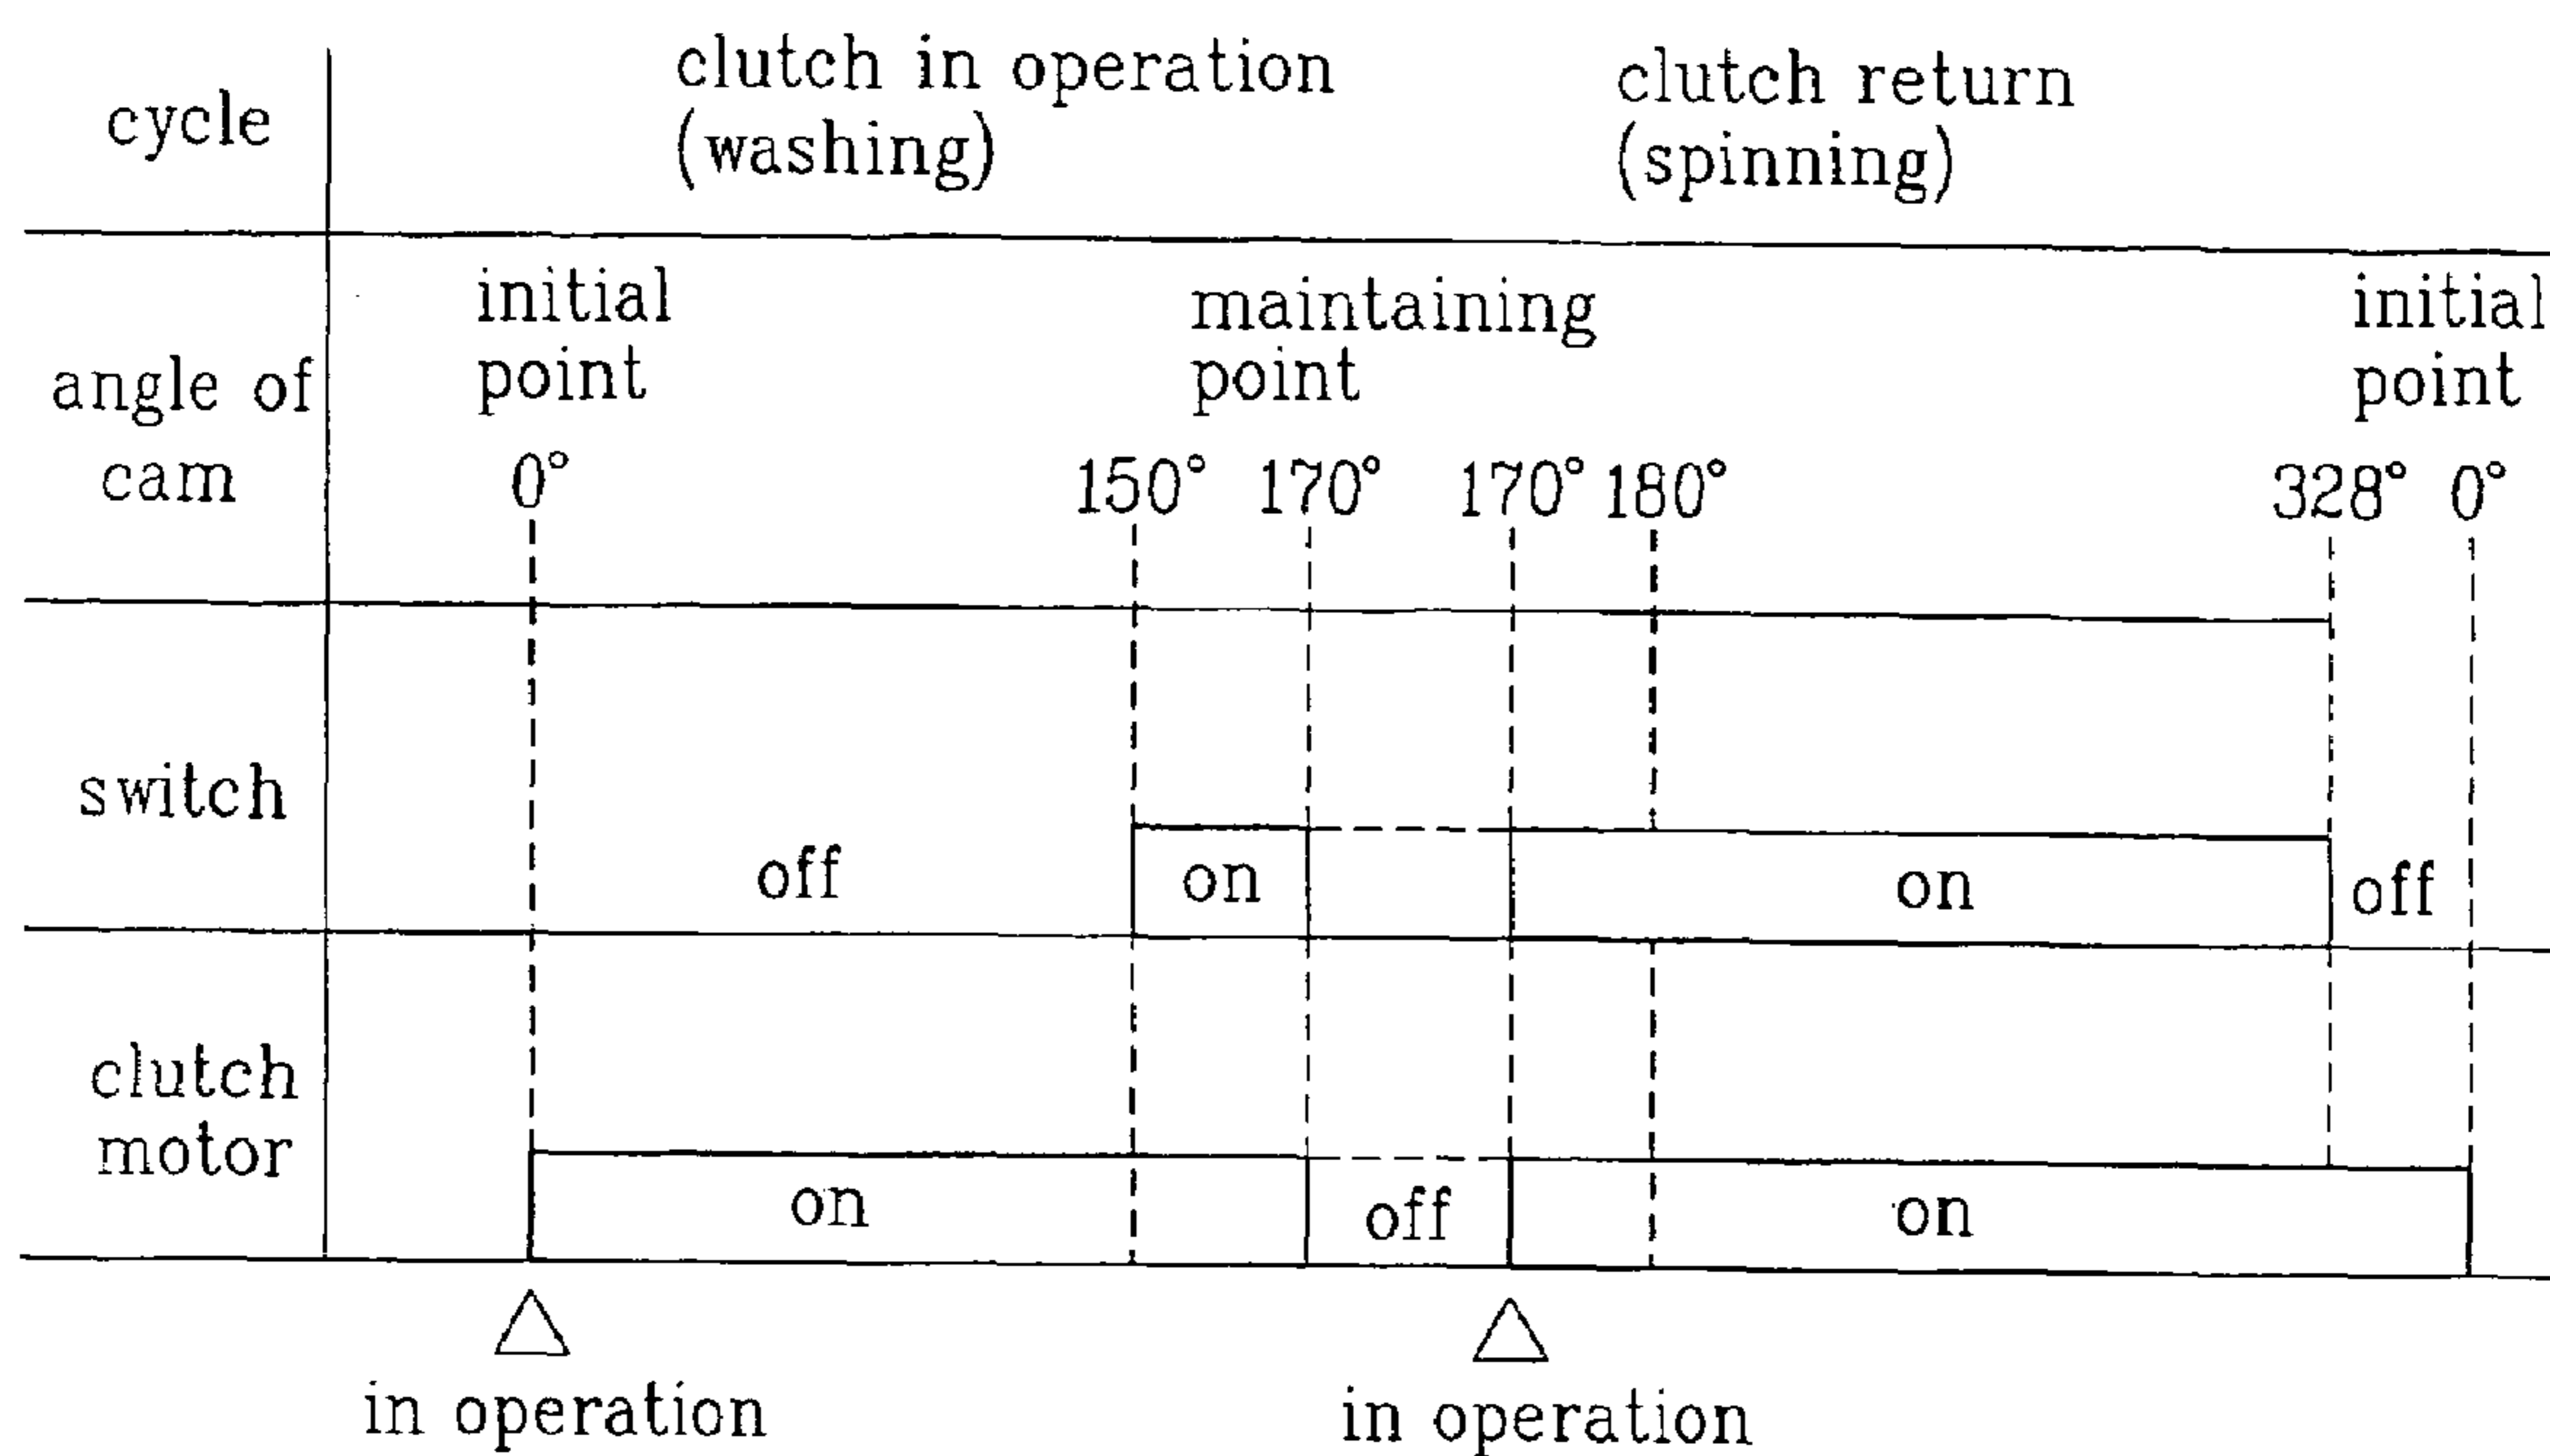 cycle
clutch in operation
(washing)
clutch return
(spinning)
angle of
cam
initial
point
maintaining
point
initial
point
0° 150° 170° 170° 180° 328° 0°
switch
off on on off
clutch
motor
on off on
in operation in operation